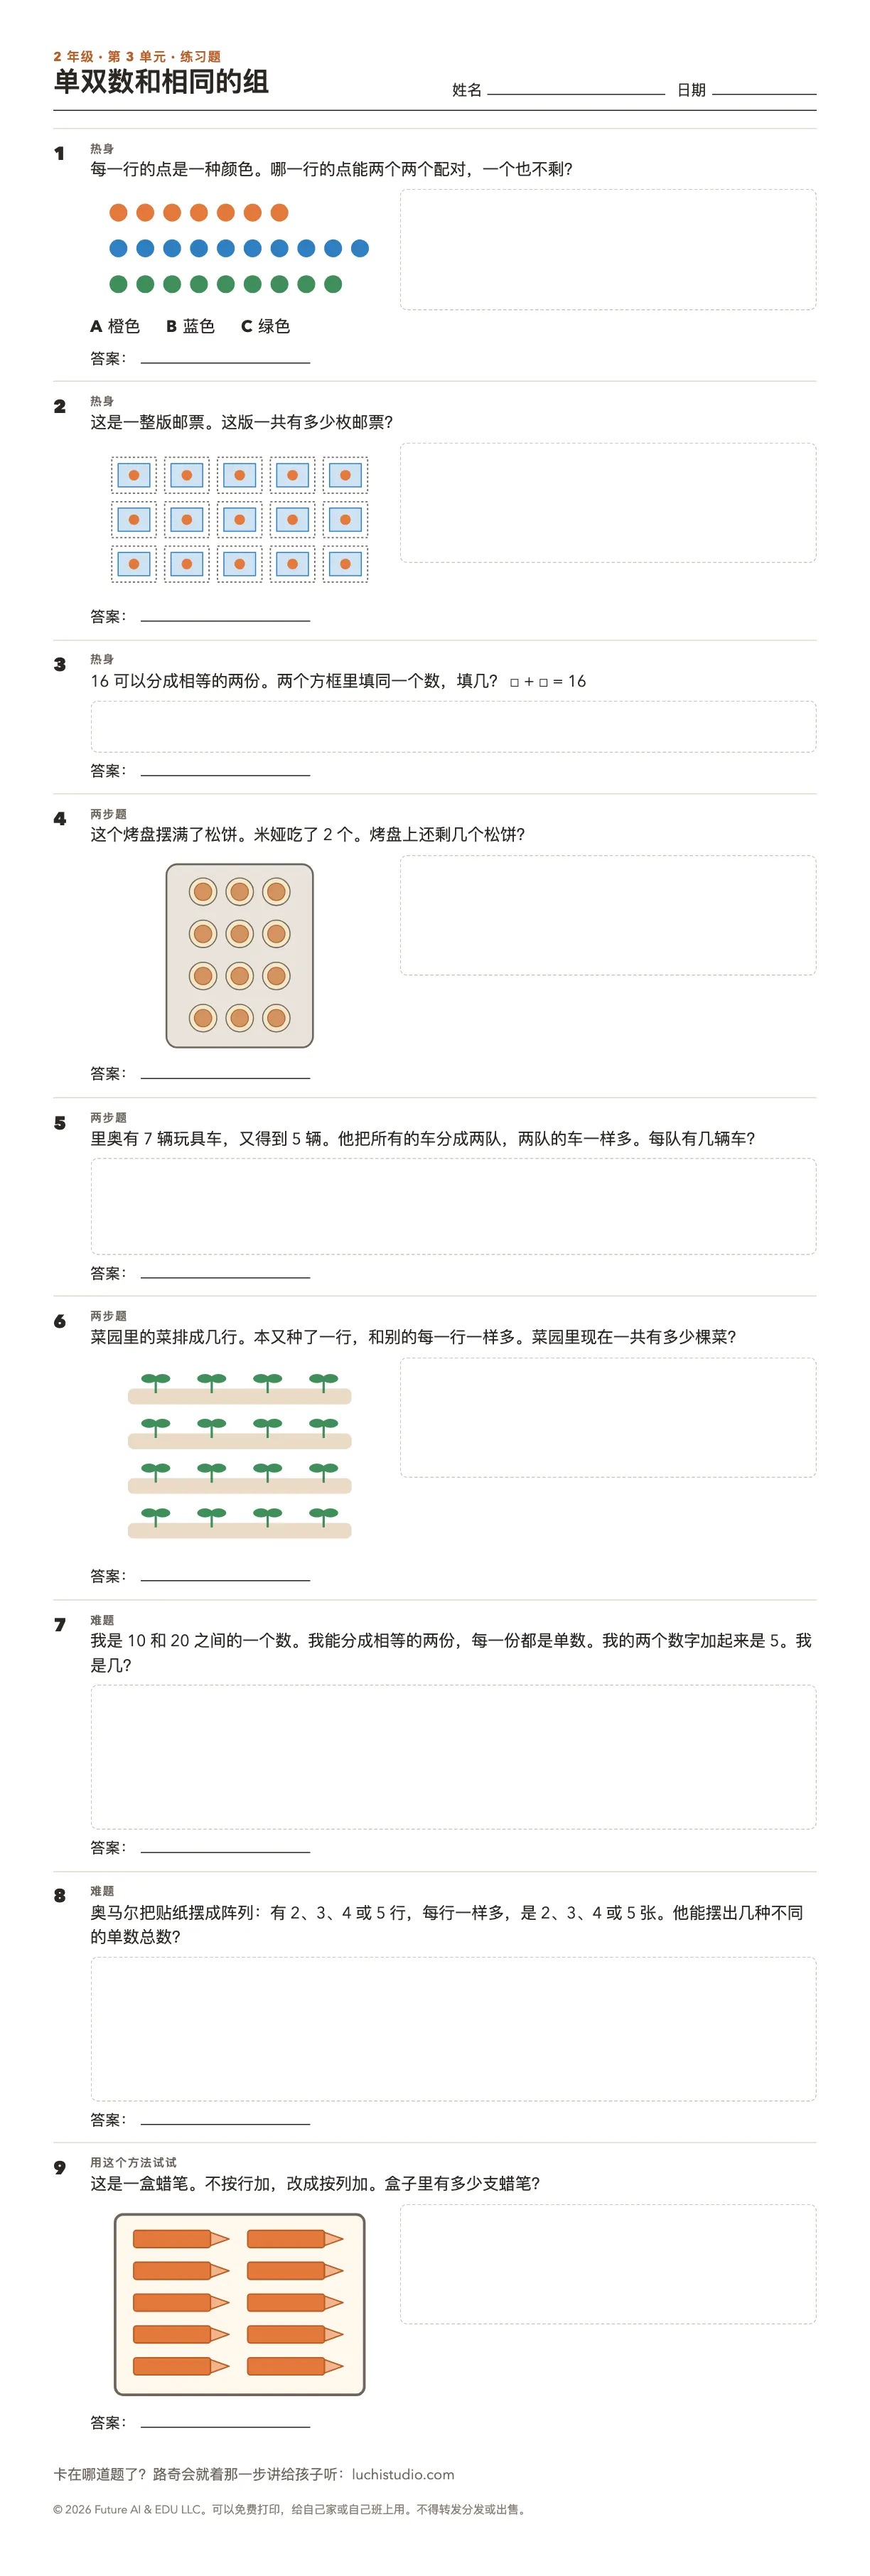 2 年级 · 第 3 单元 · 练习题
单双数和相同的组
姓名 日期
1 热身
每一行的点是一种颜色。哪一行的点能两个两个配对，一个也不剩？
A 橙色 B 蓝色 C 绿色
答案：
2 热身
这是一整版邮票。这版一共有多少枚邮票？
答案：
3 热身
16 可以分成相等的两份。两个方框里填同一个数，填几？ □ + □ = 16
答案：
4 两步题
这个烤盘摆满了松饼。米娅吃了 2 个。烤盘上还剩几个松饼？
答案：
5 两步题
里奥有 7 辆玩具车，又得到 5 辆。他把所有的车分成两队，两队的车一样多。每队有几辆车？
答案：
6 两步题
菜园里的菜排成几行。本又种了一行，和别的每一行一样多。菜园里现在一共有多少棵菜？
答案：
7 难题
我是 10 和 20 之间的一个数。我能分成相等的两份，每一份都是单数。我的两个数字加起来是 5。我
是几？
答案：
8 难题
奥马尔把贴纸摆成阵列：有 2、3、4 或 5 行，每行一样多，是 2、3、4 或 5 张。他能摆出几种不同
的单数总数？
答案：
9 用这个方法试试
这是一盒蜡笔。不按行加，改成按列加。盒子里有多少支蜡笔？
答案：
卡在哪道题了？路奇会就着那一步讲给孩子听：luchistudio.com
© 2026 Future AI & EDU LLC。可以免费打印，给自己家或自己班上用。不得转发分发或出售。